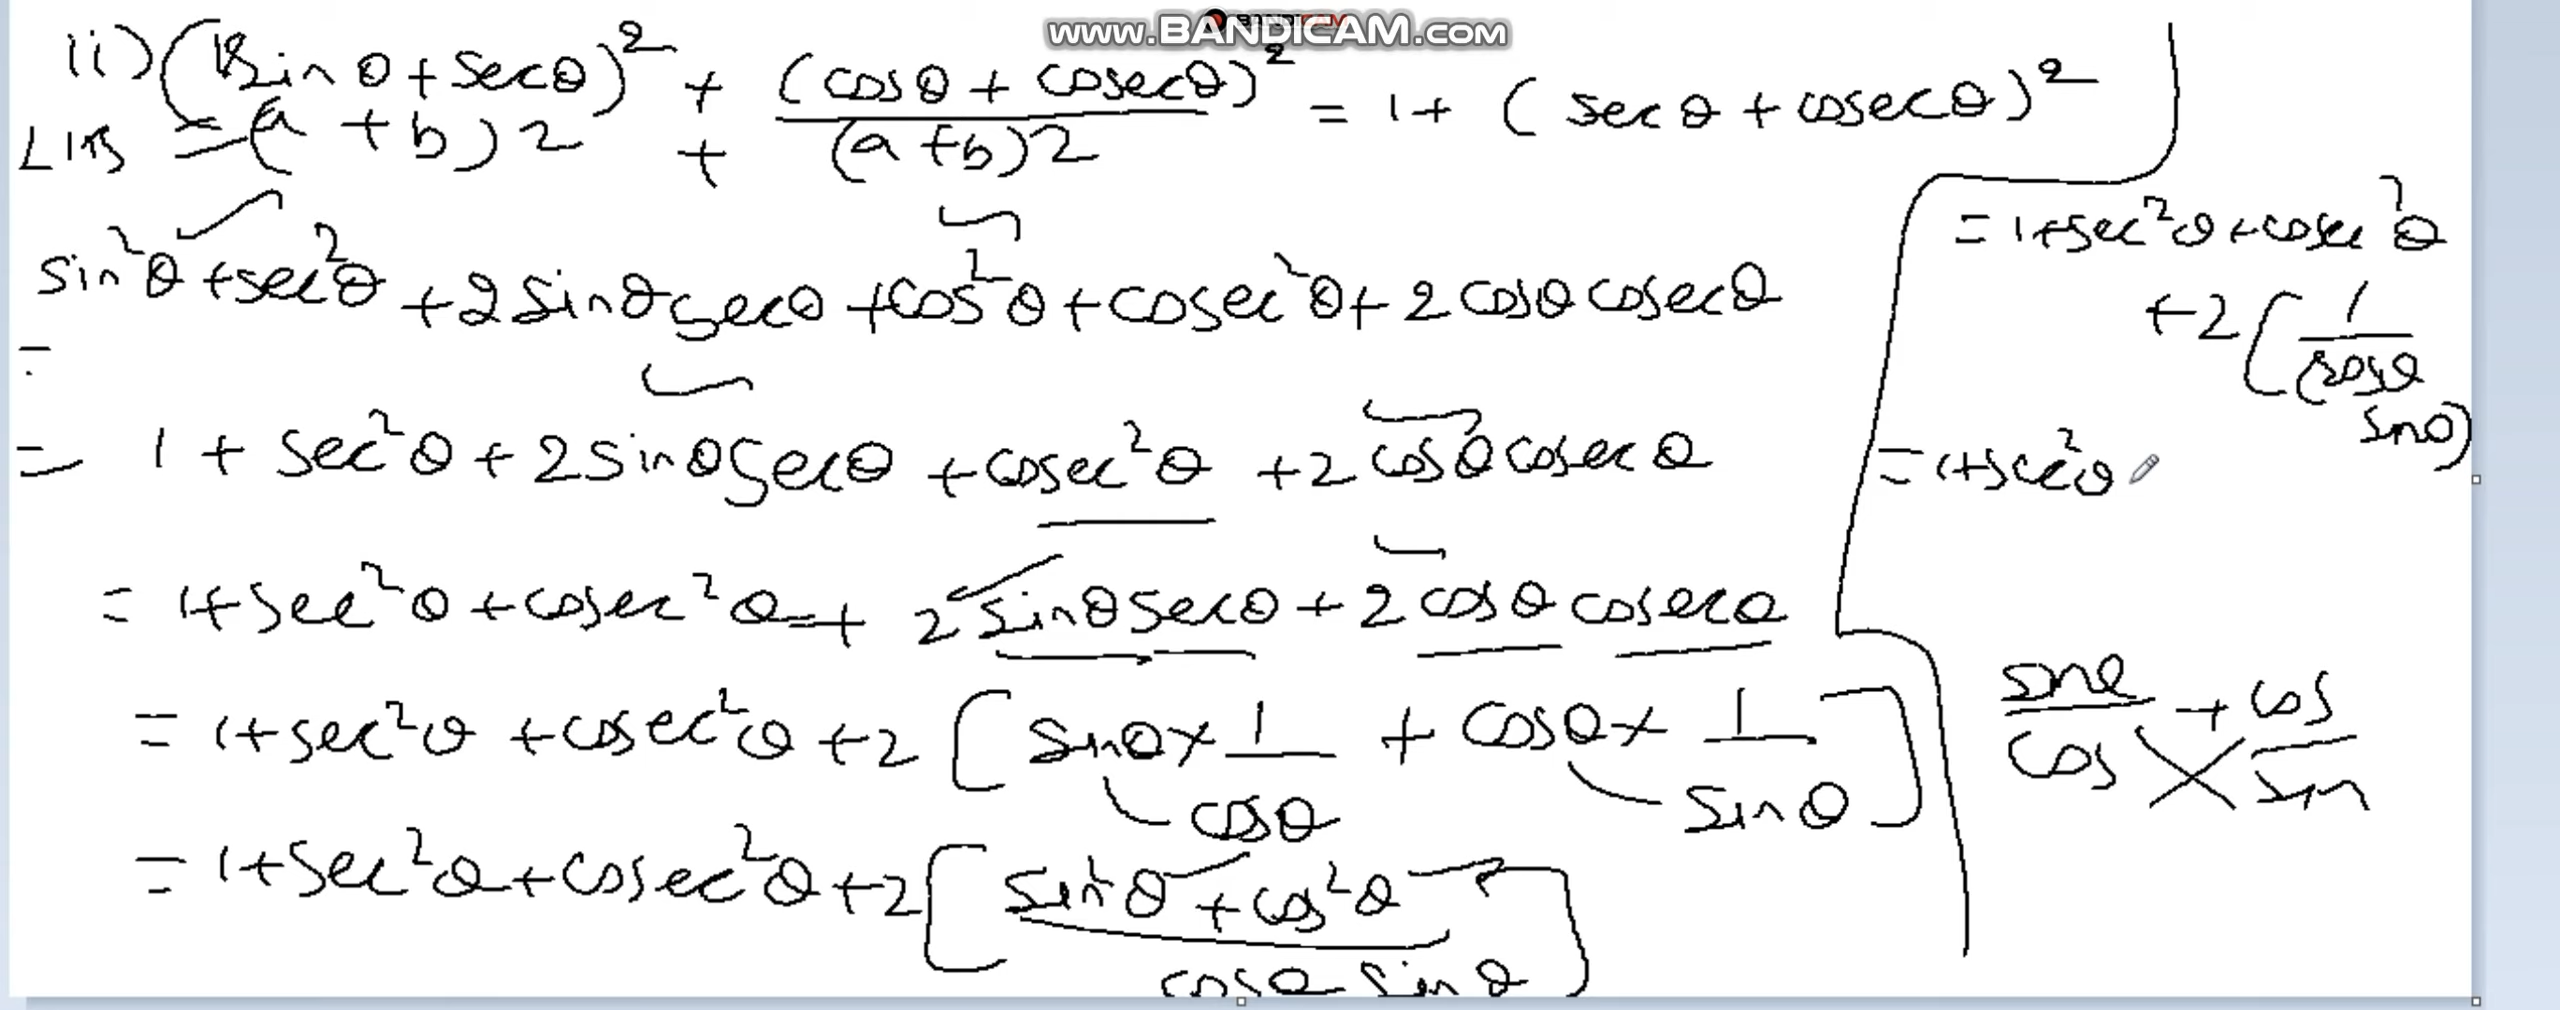 www.BANDICAM.com
ii) (sin θ + sec θ)² + (cos θ + cosec θ)² = 1 + (sec θ + cosec θ)²
LHS = (a + b)2 + (a + b)2
sin²θ + sec²θ + 2 sin θ sec θ + cos²θ + cosec²θ + 2 cos θ cosec θ
=
= 1 + sec²θ + 2 sin θ sec θ + cosec²θ + 2 cos θ cosec θ
= 1 + sec²θ + cosec²θ + 2 sin θ sec θ + 2 cos θ cosec θ
= 1 + sec²θ + cosec²θ + 2 [ sin θ × 1/cos θ + cos θ × 1/sin θ ]
= 1 + sec²θ + cosec²θ + 2 [ sin²θ + cos²θ / cos θ sin θ ]
= 1 + sec²θ + cosec²θ
+ 2 ( 1 / cos θ
sin θ)
= 1 + sec²θ
sin θ/cos + cos/sin